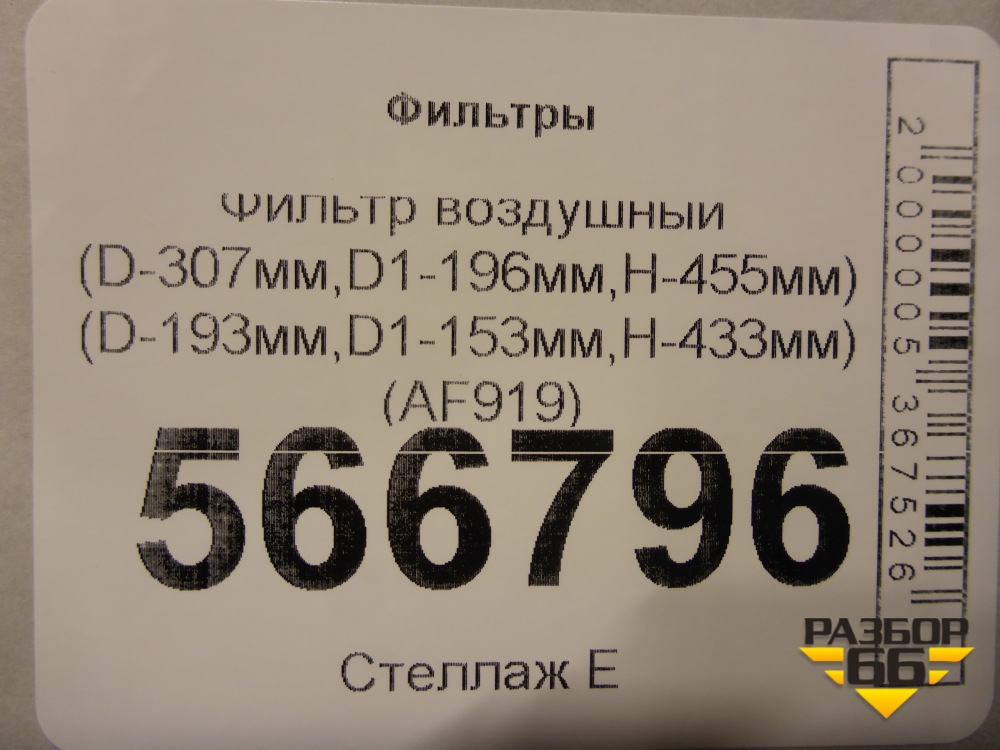 Фильтры
Фильтр воздушный
(D-307мм,D1-196мм,H-455мм)
(D-193мм,D1-153мм,H-433мм)
(AF919)
566796
Стеллаж Е
2000005367526
РАЗБОР
66